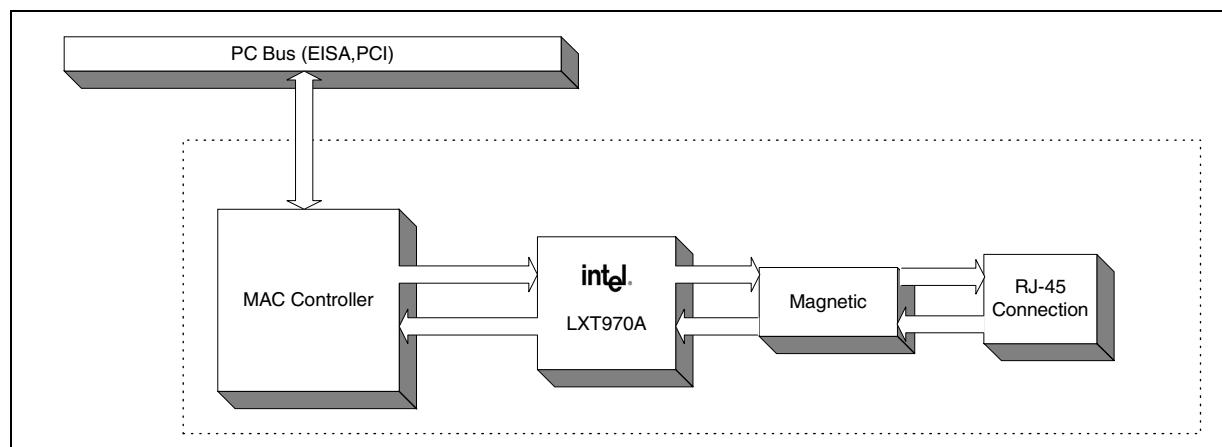 PC Bus (EISA,PCI)
MAC Controller
intel®
LXT970A
Magnetic
RJ-45
Connection